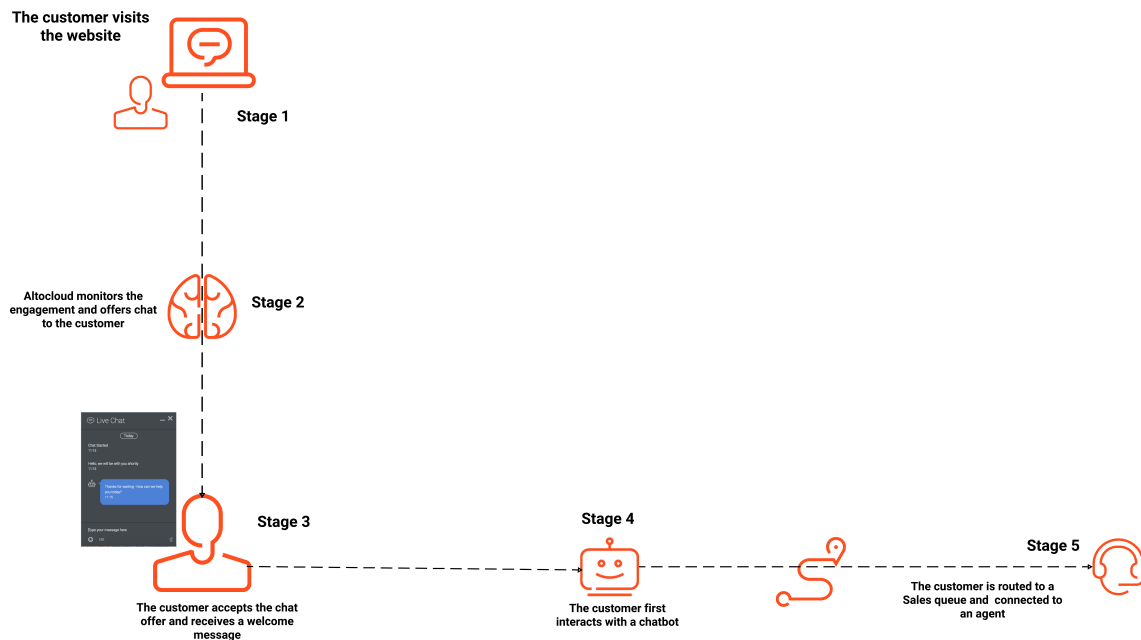 The customer visits
the website
Stage 1
Altocloud monitors the
engagement and offers chat
to the customer
Stage 2
Live Chat
Today
Chat Started
Hello, we will be with you shortly
Thanks for waiting. How can we help
you today?
Type your message here
Stage 3
The customer accepts the chat
offer and receives a welcome
message
Stage 4
The customer first
interacts with a chatbot
Stage 5
The customer is routed to a
Sales queue and connected to
an agent